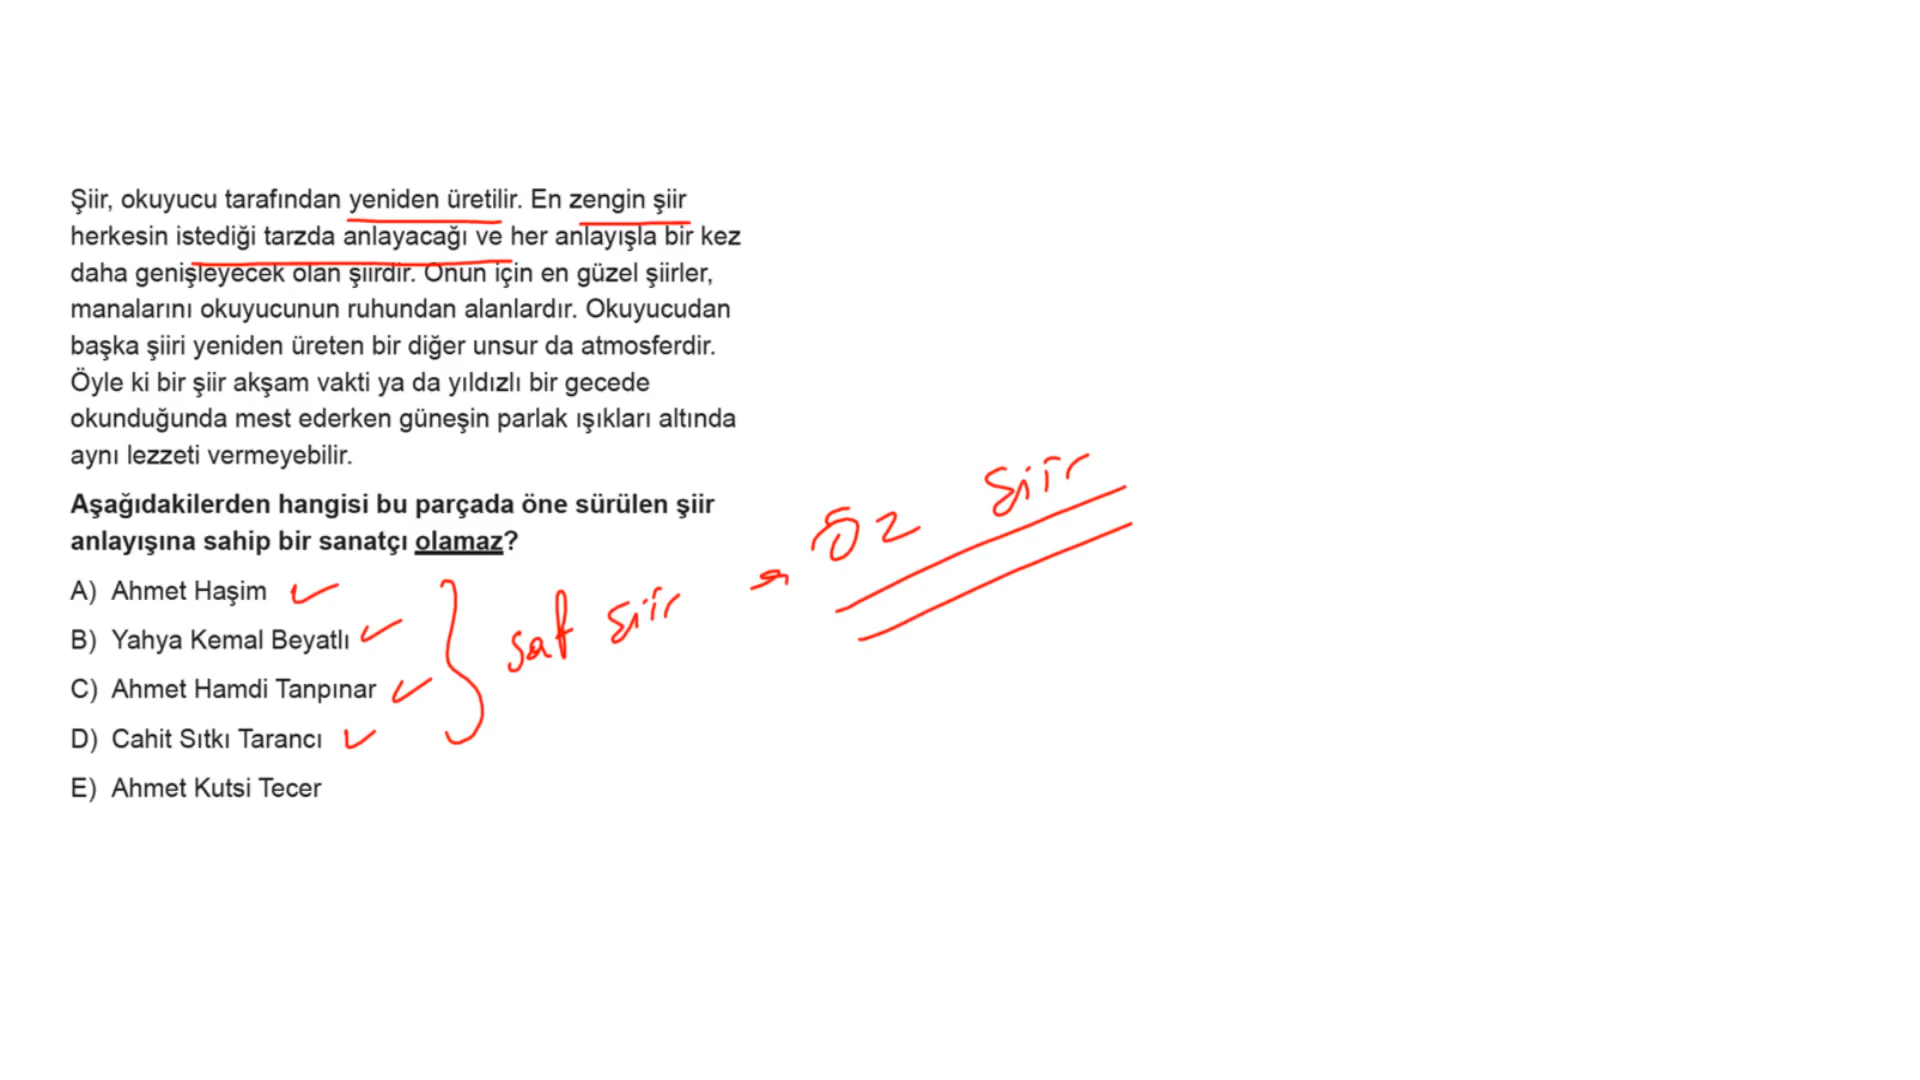 Şiir, okuyucu tarafından yeniden üretilir. En zengin şiir
herkesin istediği tarzda anlayacağı ve her anlayışla bir kez
daha genişleyecek olan şiirdir. Onun için en güzel şiirler,
manalarını okuyucunun ruhundan alanlardır. Okuyucudan
başka şiiri yeniden üreten bir diğer unsur da atmosferdir.
Öyle ki bir şiir akşam vakti ya da yıldızlı bir gecede
okunduğunda mest ederken güneşin parlak ışıkları altında
aynı lezzeti vermeyebilir.
Aşağıdakilerden hangisi bu parçada öne sürülen şiir
anlayışına sahip bir sanatçı olamaz?
A) Ahmet Haşim
B) Yahya Kemal Beyatlı
C) Ahmet Hamdi Tanpınar
D) Cahit Sıtkı Tarancı
E) Ahmet Kutsi Tecer
saf şiir → öz şiir